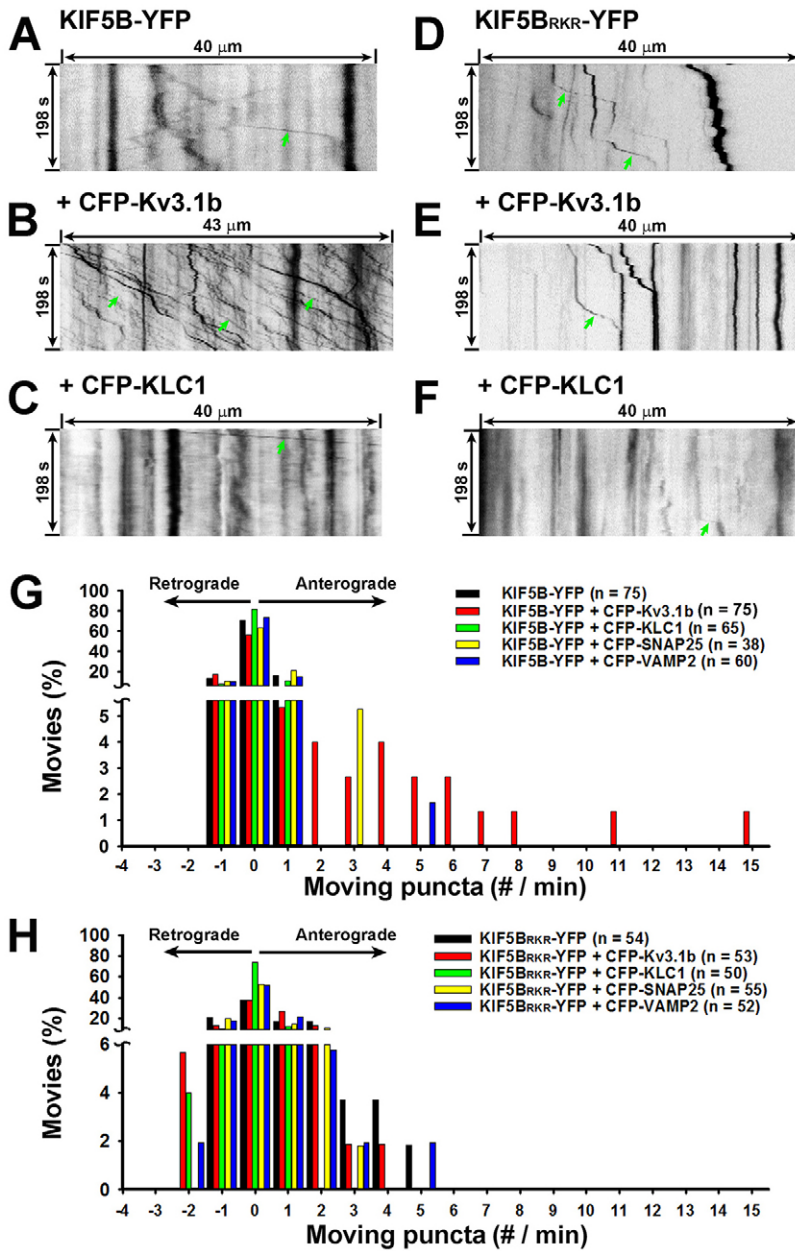 A KIF5B-YFP
40 μm
198 s
B + CFP-Kv3.1b
43 μm
198 s
C + CFP-KLC1
40 μm
198 s
D KIF5BRKR-YFP
40 μm
198 s
E + CFP-Kv3.1b
40 μm
198 s
F + CFP-KLC1
40 μm
198 s
G
Retrograde Anterograde
KIF5B-YFP (n = 75)
KIF5B-YFP + CFP-Kv3.1b (n = 75)
KIF5B-YFP + CFP-KLC1 (n = 65)
KIF5B-YFP + CFP-SNAP25 (n = 38)
KIF5B-YFP + CFP-VAMP2 (n = 60)
Movies (%)
100
80
60
40
20
5
4
3
2
1
0
-4 -3 -2 -1 0 1 2 3 4 5 6 7 8 9 10 11 12 13 14 15
Moving puncta (# / min)
H
Retrograde Anterograde
KIF5BRKR-YFP (n = 54)
KIF5BRKR-YFP + CFP-Kv3.1b (n = 53)
KIF5BRKR-YFP + CFP-KLC1 (n = 50)
KIF5BRKR-YFP + CFP-SNAP25 (n = 55)
KIF5BRKR-YFP + CFP-VAMP2 (n = 52)
Movies (%)
100
80
60
40
20
6
4
2
0
-4 -3 -2 -1 0 1 2 3 4 5 6 7 8 9 10 11 12 13 14 15
Moving puncta (# / min)